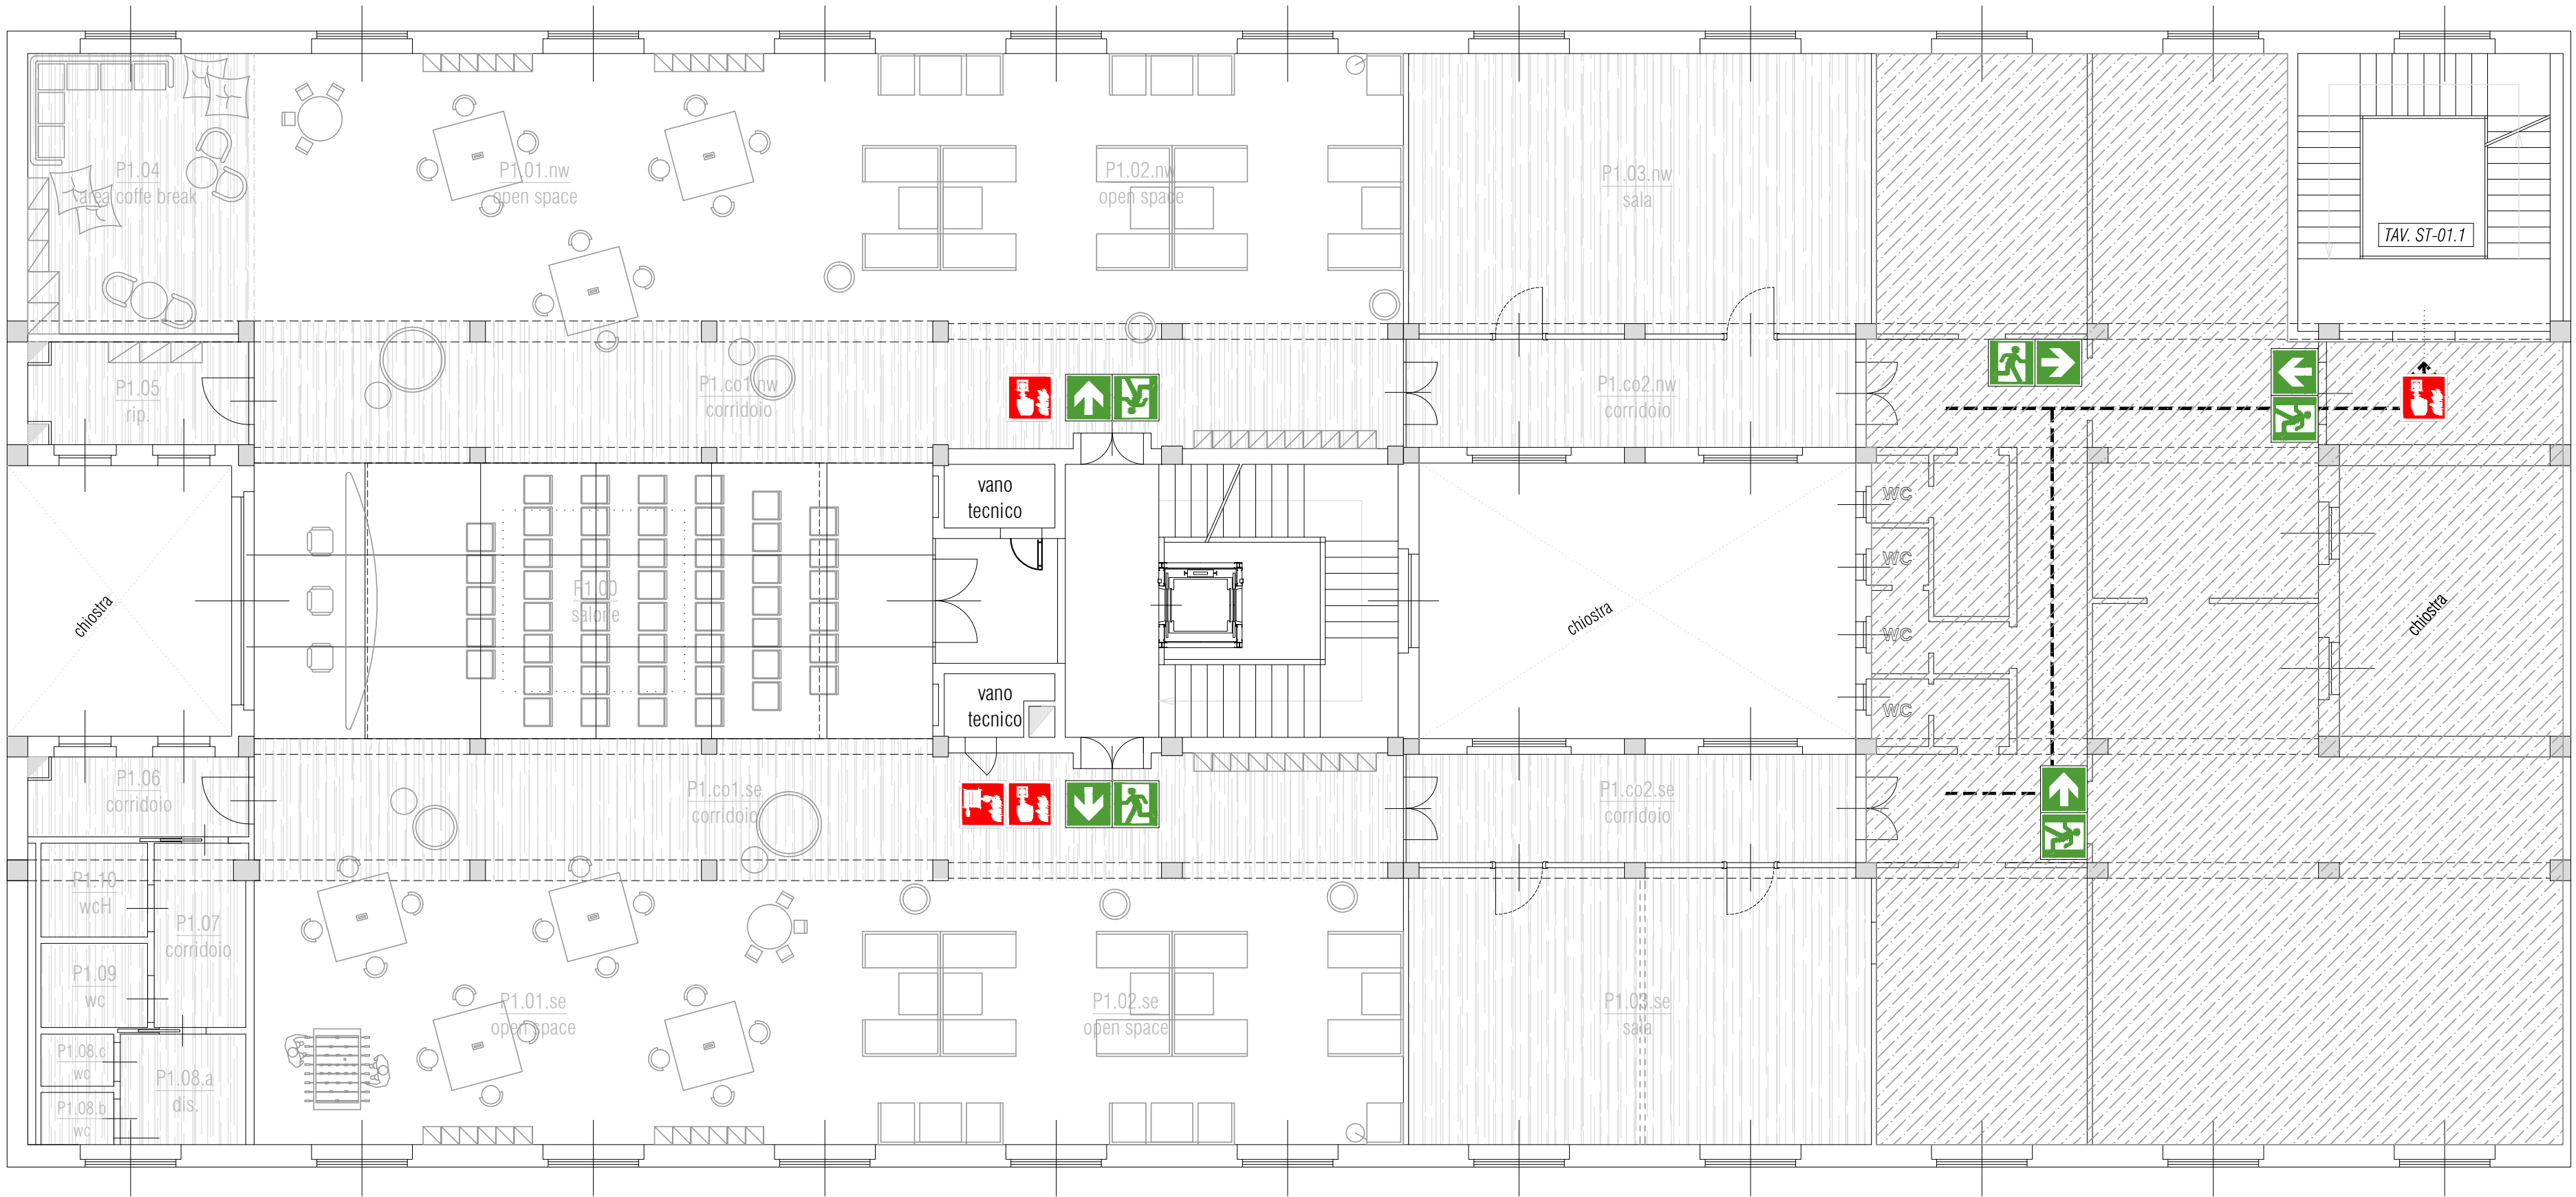 P1.04
area coffe break
P1.01.nw
open space
P1.02.nw
open space
P1.03.nw
sala
TAV. ST-01.1
P1.05
rip.
P1.co1.nw
corridoio
P1.co2.nw
corridoio
vano
tecnico
WC
WC
WC
WC
chiostra
P1.00
salone
chiostra
chiostra
vano
tecnico
P1.06
corridoio
P1.co1.se
corridoio
P1.co2.se
corridoio
P1.10
wcH
P1.07
corridoio
P1.09
wc
P1.01.se
open space
P1.02.se
open space
P1.03.se
sala
P1.08.c
wc
P1.08.a
dis.
P1.08.b
wc